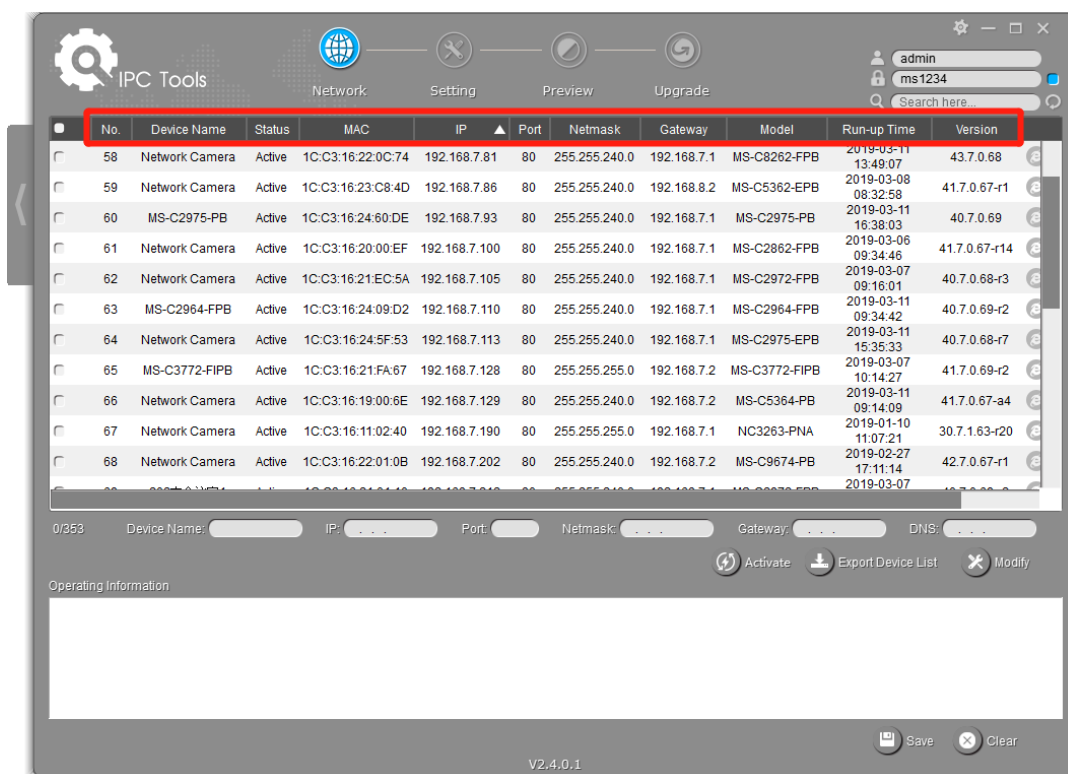 IPC Tools
Network Setting Preview Upgrade
admin
ms1234
Search here...
No. Device Name Status MAC IP Port Netmask Gateway Model Run-up Time Version
58 Network Camera Active 1C:C3:16:22:0C:74 192.168.7.81 80 255.255.240.0 192.168.7.1 MS-C8262-FPB 2019-03-11 13:49:07 43.7.0.68
59 Network Camera Active 1C:C3:16:23:C8:4D 192.168.7.86 80 255.255.240.0 192.168.8.2 MS-C5362-EPB 2019-03-08 08:32:58 41.7.0.67-r1
60 MS-C2975-PB Active 1C:C3:16:24:60:DE 192.168.7.93 80 255.255.240.0 192.168.7.1 MS-C2975-PB 2019-03-11 16:38:03 40.7.0.69
61 Network Camera Active 1C:C3:16:20:00:EF 192.168.7.100 80 255.255.240.0 192.168.7.1 MS-C2862-FPB 2019-03-06 09:34:46 41.7.0.67-r14
62 Network Camera Active 1C:C3:16:21:EC:5A 192.168.7.105 80 255.255.240.0 192.168.7.1 MS-C2972-FPB 2019-03-07 09:16:01 40.7.0.68-r3
63 MS-C2964-FPB Active 1C:C3:16:24:09:D2 192.168.7.110 80 255.255.240.0 192.168.7.1 MS-C2964-FPB 2019-03-11 09:34:42 40.7.0.69-r2
64 Network Camera Active 1C:C3:16:24:5F:53 192.168.7.113 80 255.255.240.0 192.168.7.1 MS-C2975-EPB 2019-03-11 15:35:33 40.7.0.68-r7
65 MS-C3772-FIPB Active 1C:C3:16:21:FA:67 192.168.7.128 80 255.255.255.0 192.168.7.2 MS-C3772-FIPB 2019-03-07 10:14:27 41.7.0.69-r2
66 Network Camera Active 1C:C3:16:19:00:6E 192.168.7.129 80 255.255.240.0 192.168.7.2 MS-C5364-PB 2019-03-11 09:14:09 41.7.0.67-a4
67 Network Camera Active 1C:C3:16:11:02:40 192.168.7.190 80 255.255.255.0 192.168.7.1 NC3263-PNA 2019-01-10 11:07:21 30.7.1.63-r20
68 Network Camera Active 1C:C3:16:22:01:0B 192.168.7.202 80 255.255.240.0 192.168.7.2 MS-C9674-PB 2019-02-27 17:11:14 42.7.0.67-r1
2019-03-07
0/353 Device Name: IP: . . . Port: Netmask: . . . Gateway: . . . DNS: . . .
Activate Export Device List Modify
Operating Information
Save Clear
V2.4.0.1